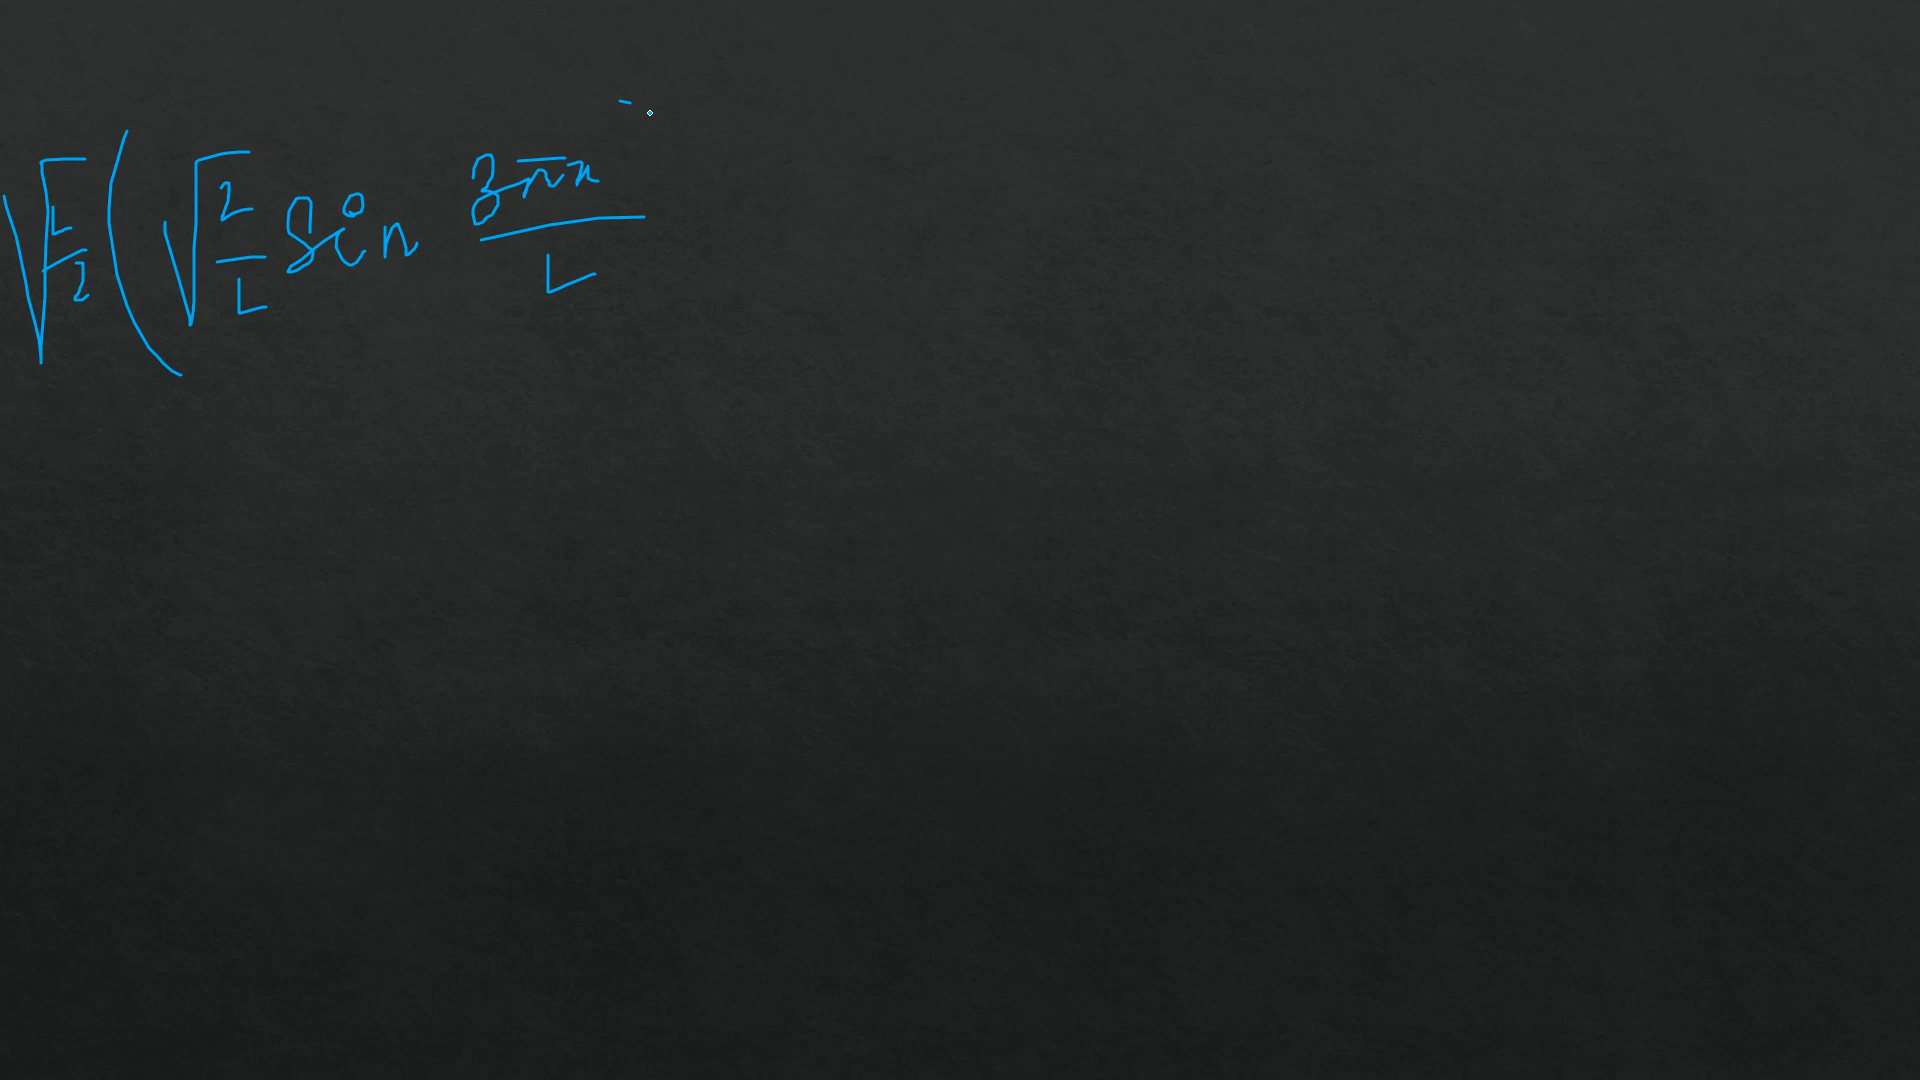 √(L/2) ( √(2/L) sin 3πx/L